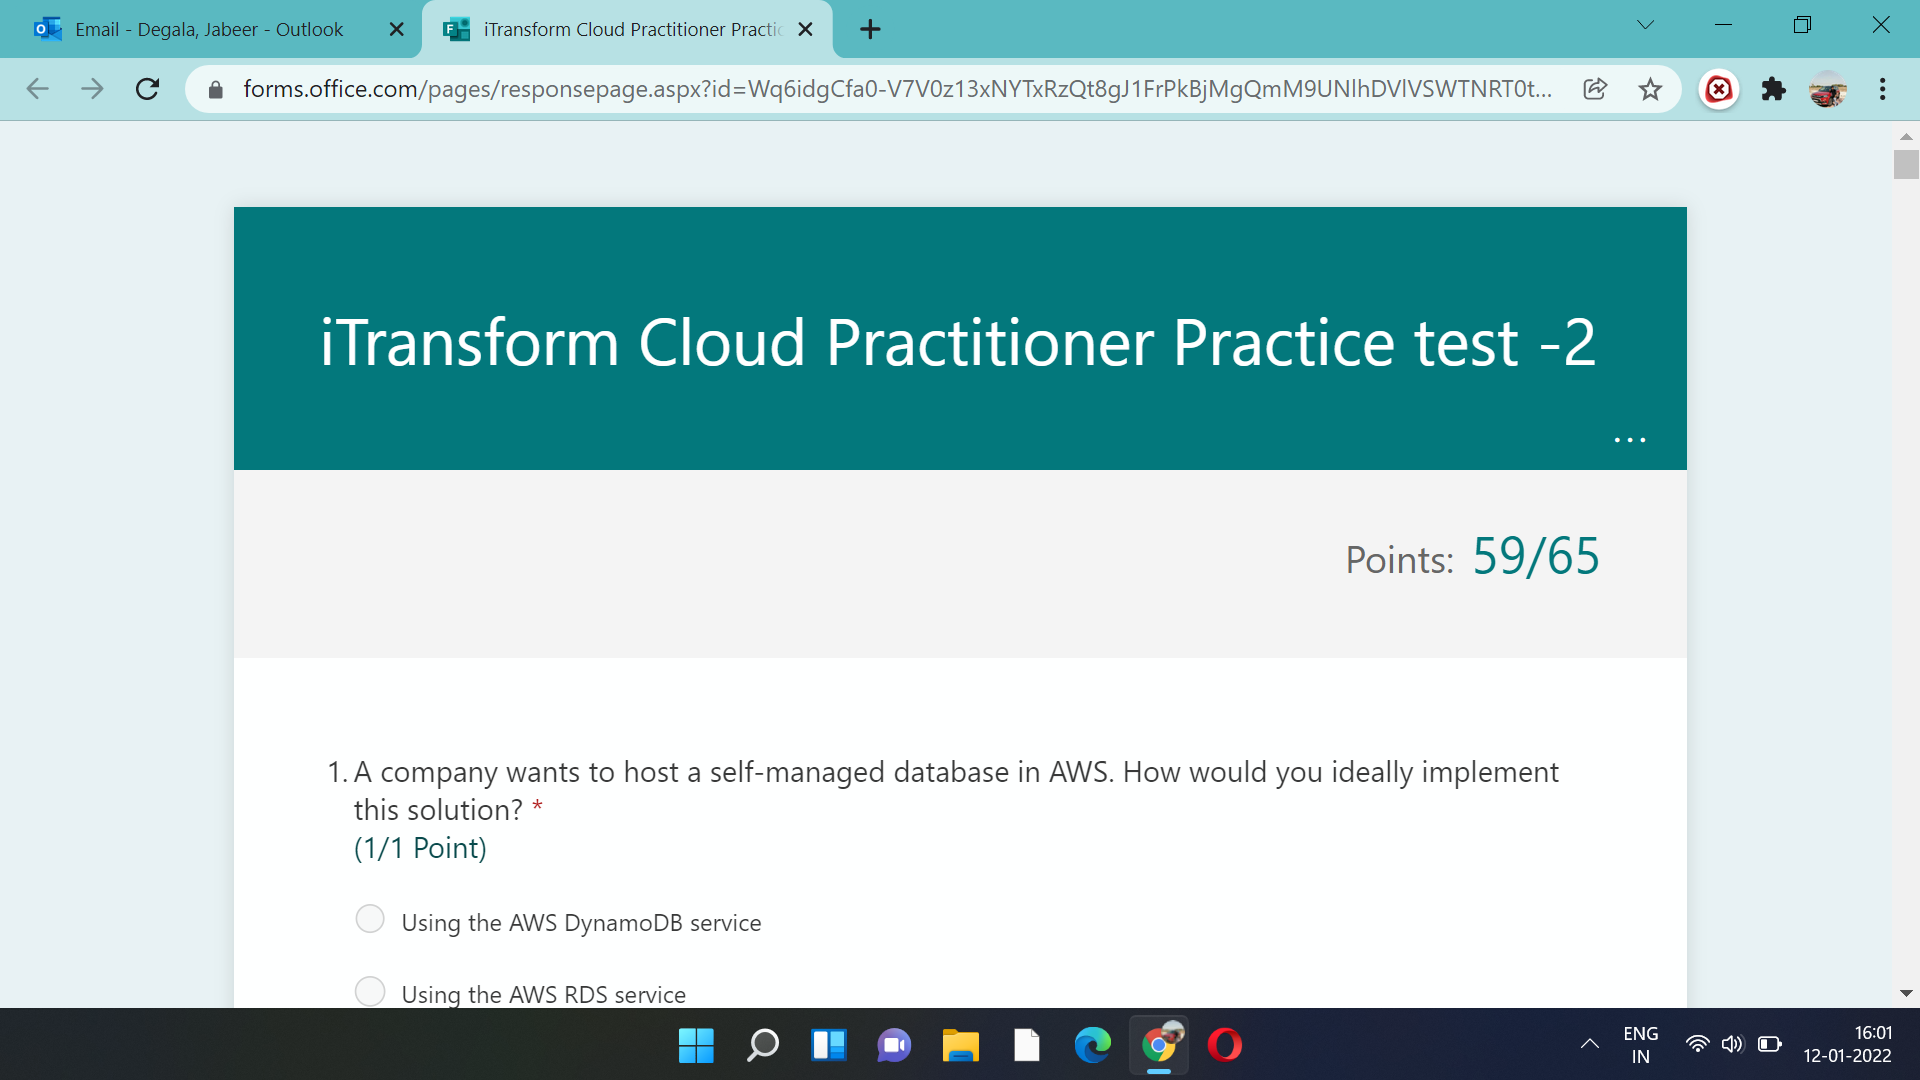 Email - Degala, Jabeer - Outlook
iTransform Cloud Practitioner Practic
forms.office.com/pages/responsepage.aspx?id=Wq6idgCfa0-V7V0z13xNYTxRzQt8gJ1FrPkBjMgQmM9UNlhDVlVSWTNRT0t...
iTransform Cloud Practitioner Practice test -2
...
Points: 59/65
1. A company wants to host a self-managed database in AWS. How would you ideally implement
this solution? *
(1/1 Point)
Using the AWS DynamoDB service
Using the AWS RDS service
ENG
IN
16:01
12-01-2022